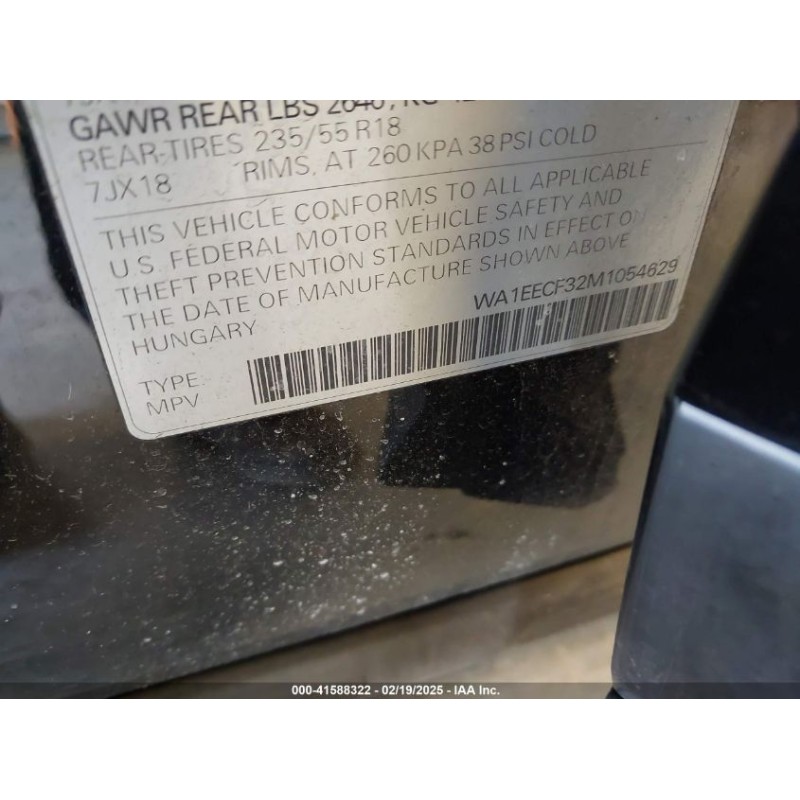 GAWR REAR LBS 2646, KG
REAR-TIRES 235/55 R18
7JX18 RIMS, AT 260 KPA 38 PSI COLD
THIS VEHICLE CONFORMS TO ALL APPLICABLE
U.S. FEDERAL MOTOR VEHICLE SAFETY AND
THEFT PREVENTION STANDARDS IN EFFECT ON
THE DATE OF MANUFACTURE SHOWN ABOVE
HUNGARY WA1EECF32M1054629
TYPE:
MPV
000-41588322 - 02/19/2025 - IAA Inc.